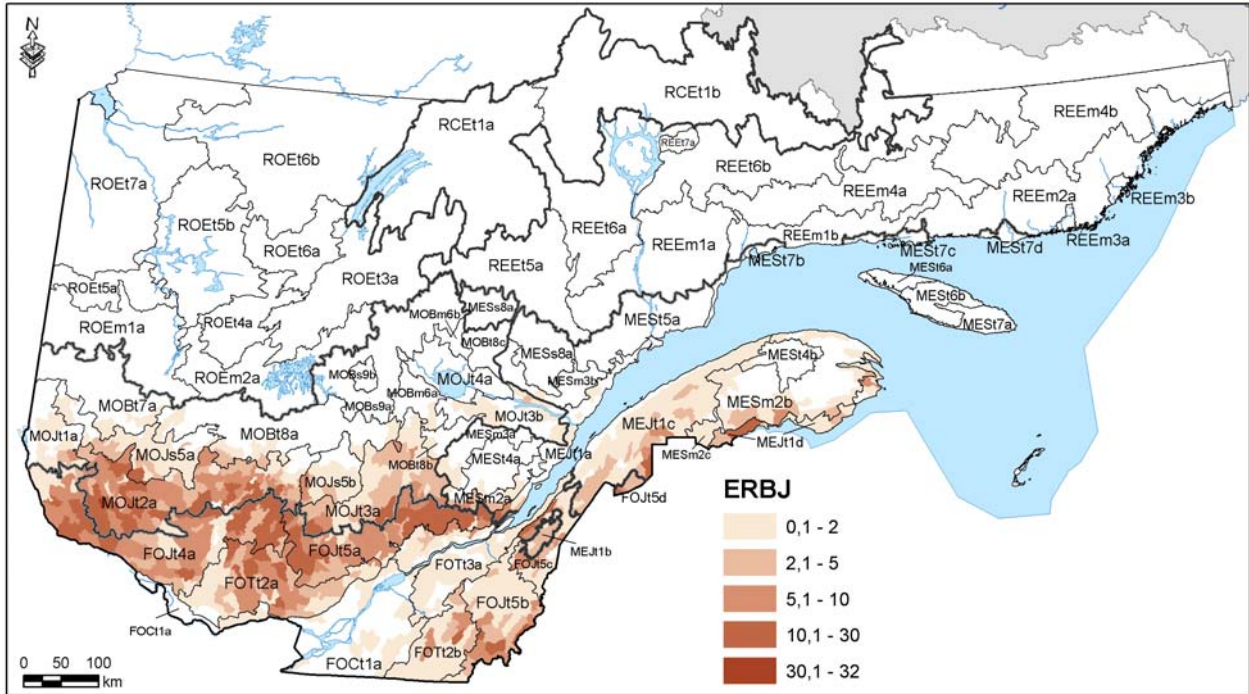 N
RCEt1b
RCEt1a
REEm4b
REEt7a
ROEt6b
REEt6b
ROEt7a
REEm4a
REEm2a
REEm3b
ROEt5b
REEt6a
REEm1b
REEm3a
ROEt6a
REEm1a
MESt7c
MESt7d
MESt7b
REEt5a
ROEt3a
MESt6a
ROEt5a
MESt6b
ROEt4a
MOBm6b
MESs8a
MESt5a
MESt7a
ROEm1a
MOBt8c
MESs8a
MESt4b
ROEm2a
MOBs9b
MOJt4a
MESm3b
MOBm6a
MESm2b
MOBt7a
MOBs9a
MOJt3b
MEJt1c
MOJt1a
MOBt8a
MESm3a
MEJt1a
MEJt1d
MOJs5a
MESt4a
MESm2c
MOBt8b
MOJs5b
FOJt5d
MOJt2a
MOJt3a
MESm2a
MEJt1b
FOJt4a
FOJt5a
FOTt3a
FOJt5c
FOTt2a
FOJt5b
FOCt1a
FOTt2b
FOCt1a
ERBJ
0,1 - 2
2,1 - 5
5,1 - 10
10,1 - 30
30,1 - 32
0 50 100
km